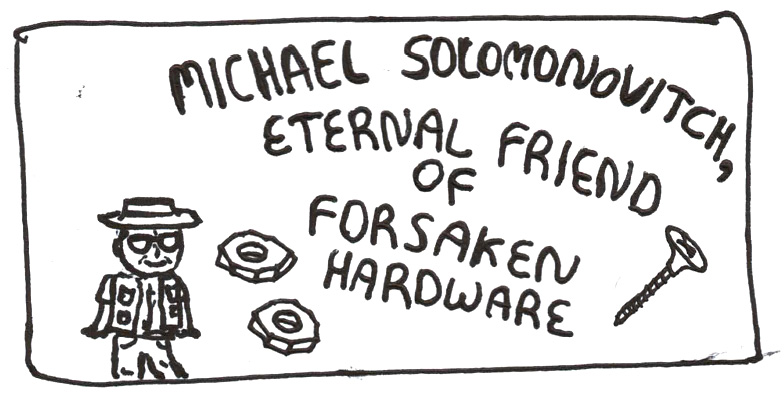 MICHAEL SOLOMONOVITCH,
ETERNAL FRIEND
OF
FORSAKEN
HARDWARE